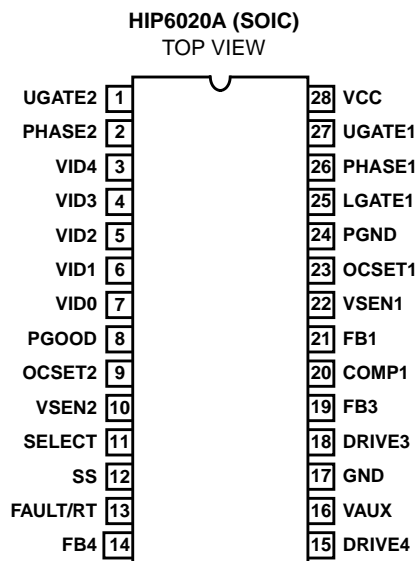 HIP6020A (SOIC)
TOP VIEW
UGATE2 1 28 VCC
PHASE2 2 27 UGATE1
VID4 3 26 PHASE1
VID3 4 25 LGATE1
VID2 5 24 PGND
VID1 6 23 OCSET1
VID0 7 22 VSEN1
PGOOD 8 21 FB1
OCSET2 9 20 COMP1
VSEN2 10 19 FB3
SELECT 11 18 DRIVE3
SS 12 17 GND
FAULT/RT 13 16 VAUX
FB4 14 15 DRIVE4